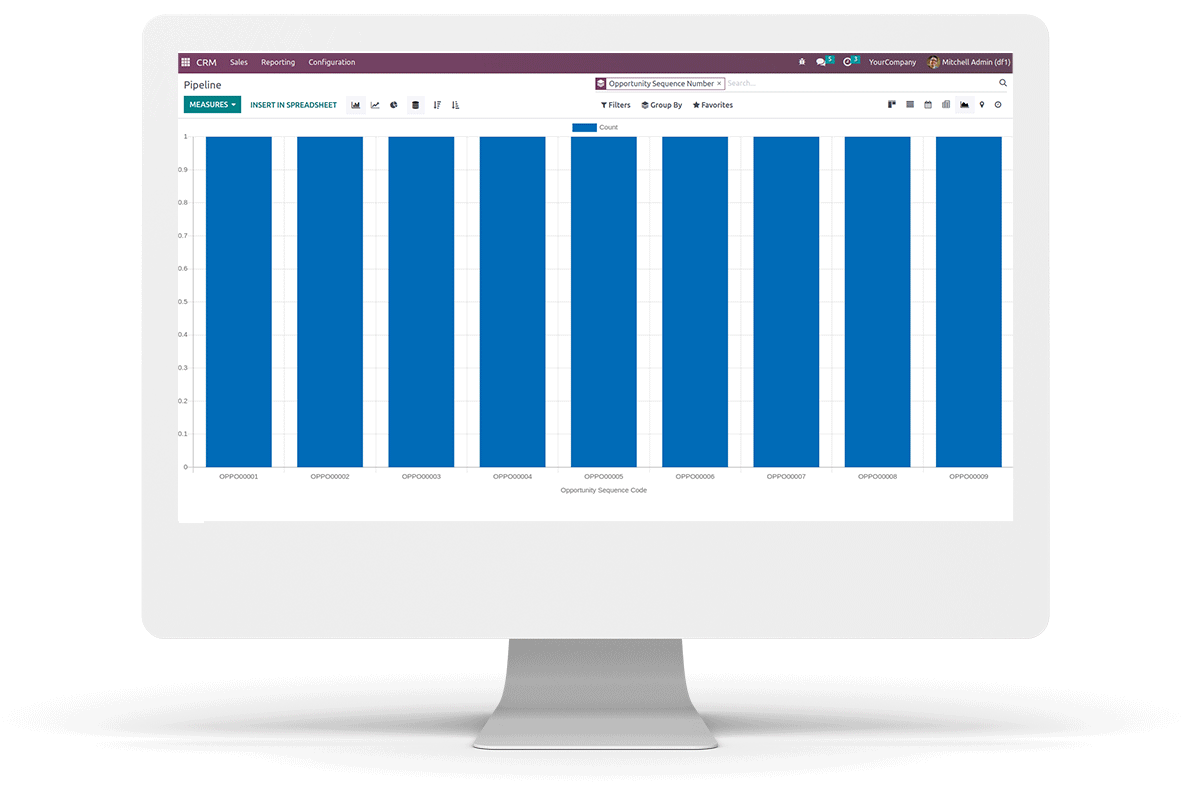 CRM Sales Reporting Configuration 5 3 YourCompany Mitchell Admin (df1)
Pipeline Opportunity Sequence Number × Search...
MEASURES INSERT IN SPREADSHEET Filters Group By Favorites
Count
1
0.9
0.8
0.7
0.6
0.5
0.4
0.3
0.2
0.1
0
OPPO00001 OPPO00002 OPPO00003 OPPO00004 OPPO00005 OPPO00006 OPPO00007 OPPO00008 OPPO00009
Opportunity Sequence Code